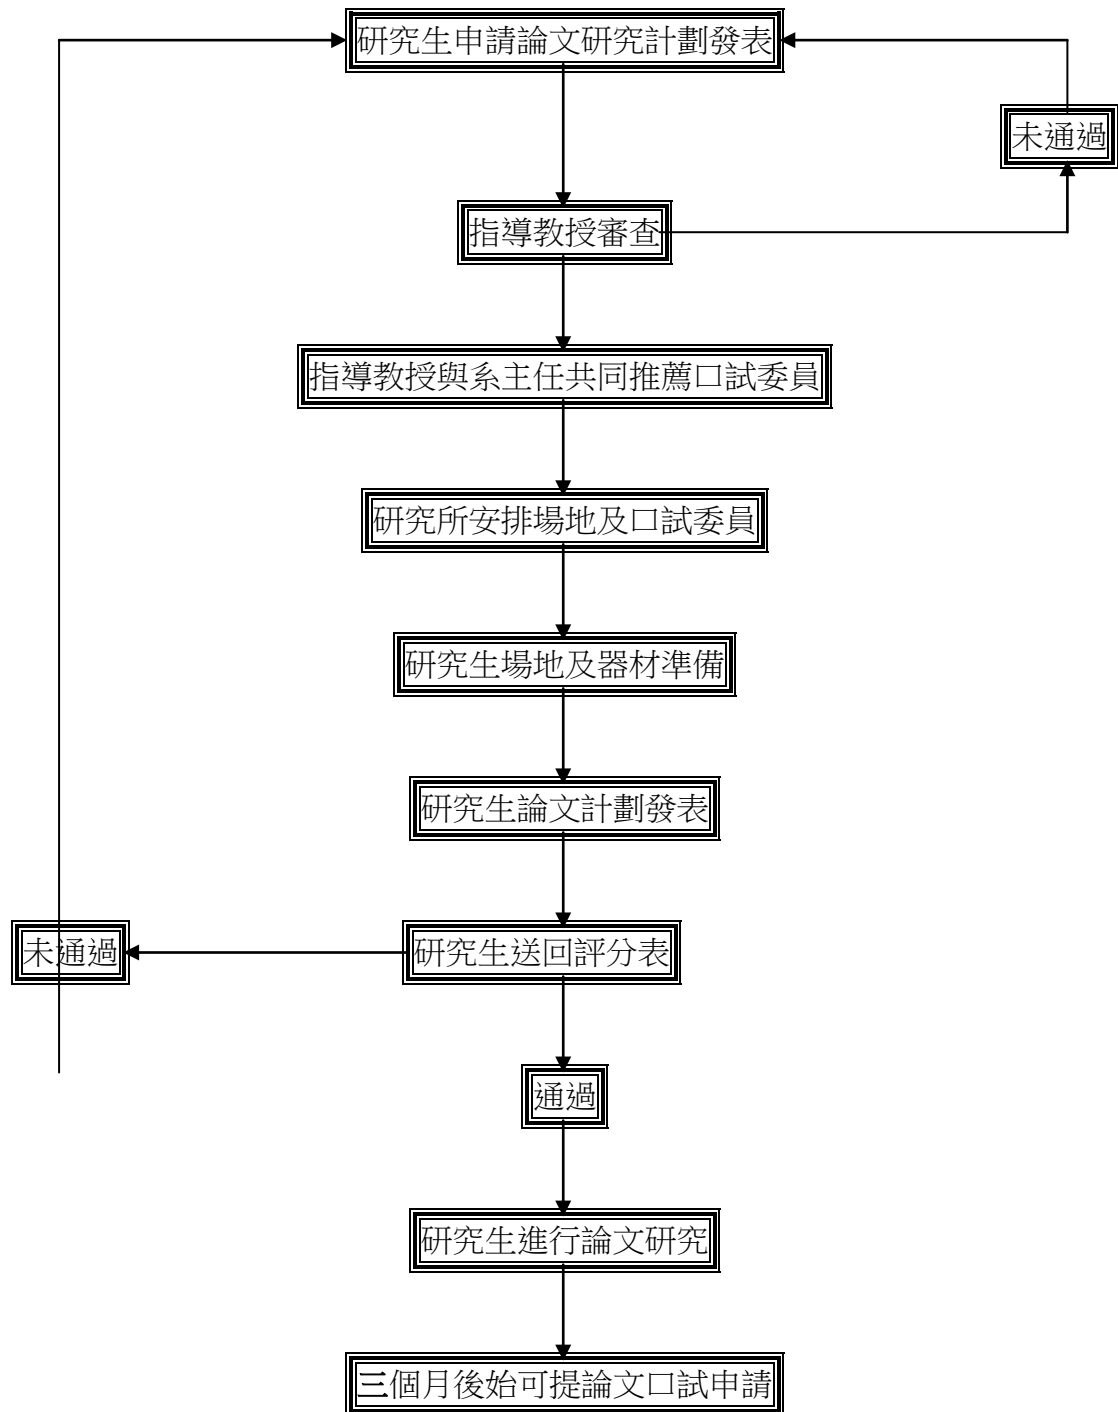 研究生申請論文研究計劃發表
未通過
指導教授審查
指導教授與系主任共同推薦口試委員
研究所安排場地及口試委員
研究生場地及器材準備
研究生論文計劃發表
未通過
研究生送回評分表
通過
研究生進行論文研究
三個月後始可提論文口試申請